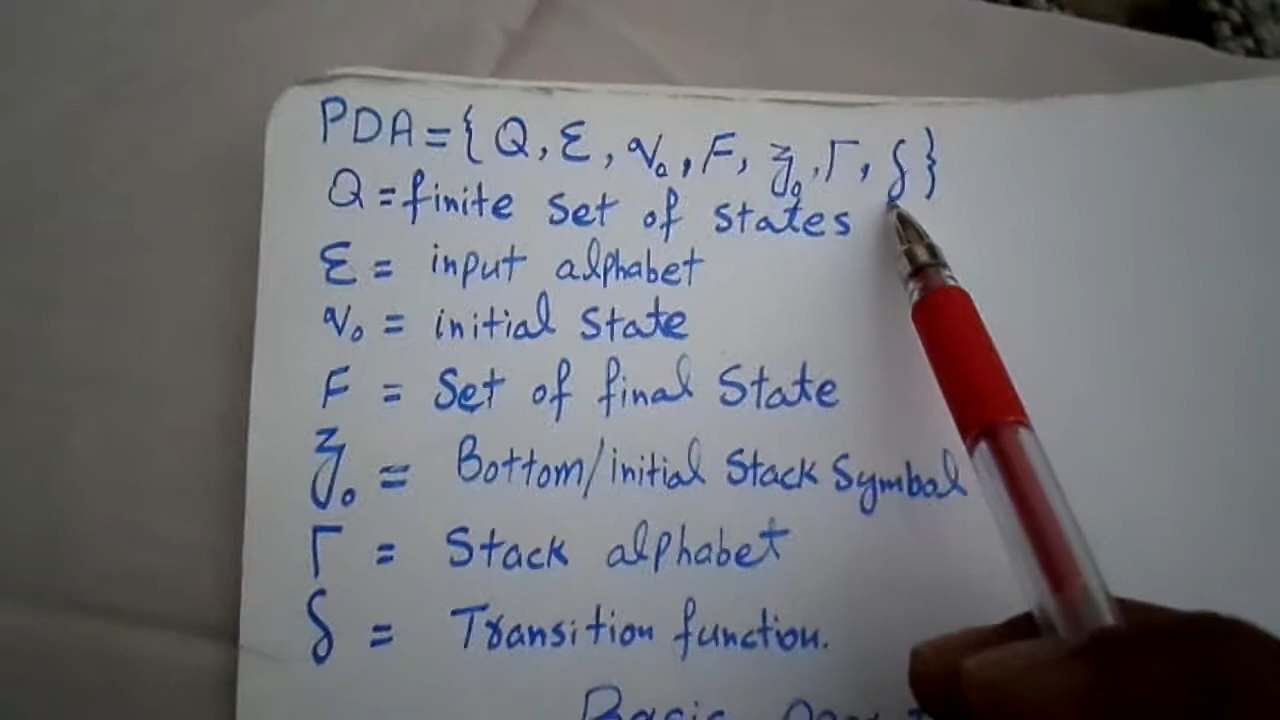 PDA = { Q, Σ, q₀, F, z₀, Γ, δ }
Q = finite set of states
Σ = input alphabet
q₀ = initial State
F = Set of final State
z₀ = Bottom/initial Stack Symbol
Γ = Stack alphabet
δ = Transition function.
Basic